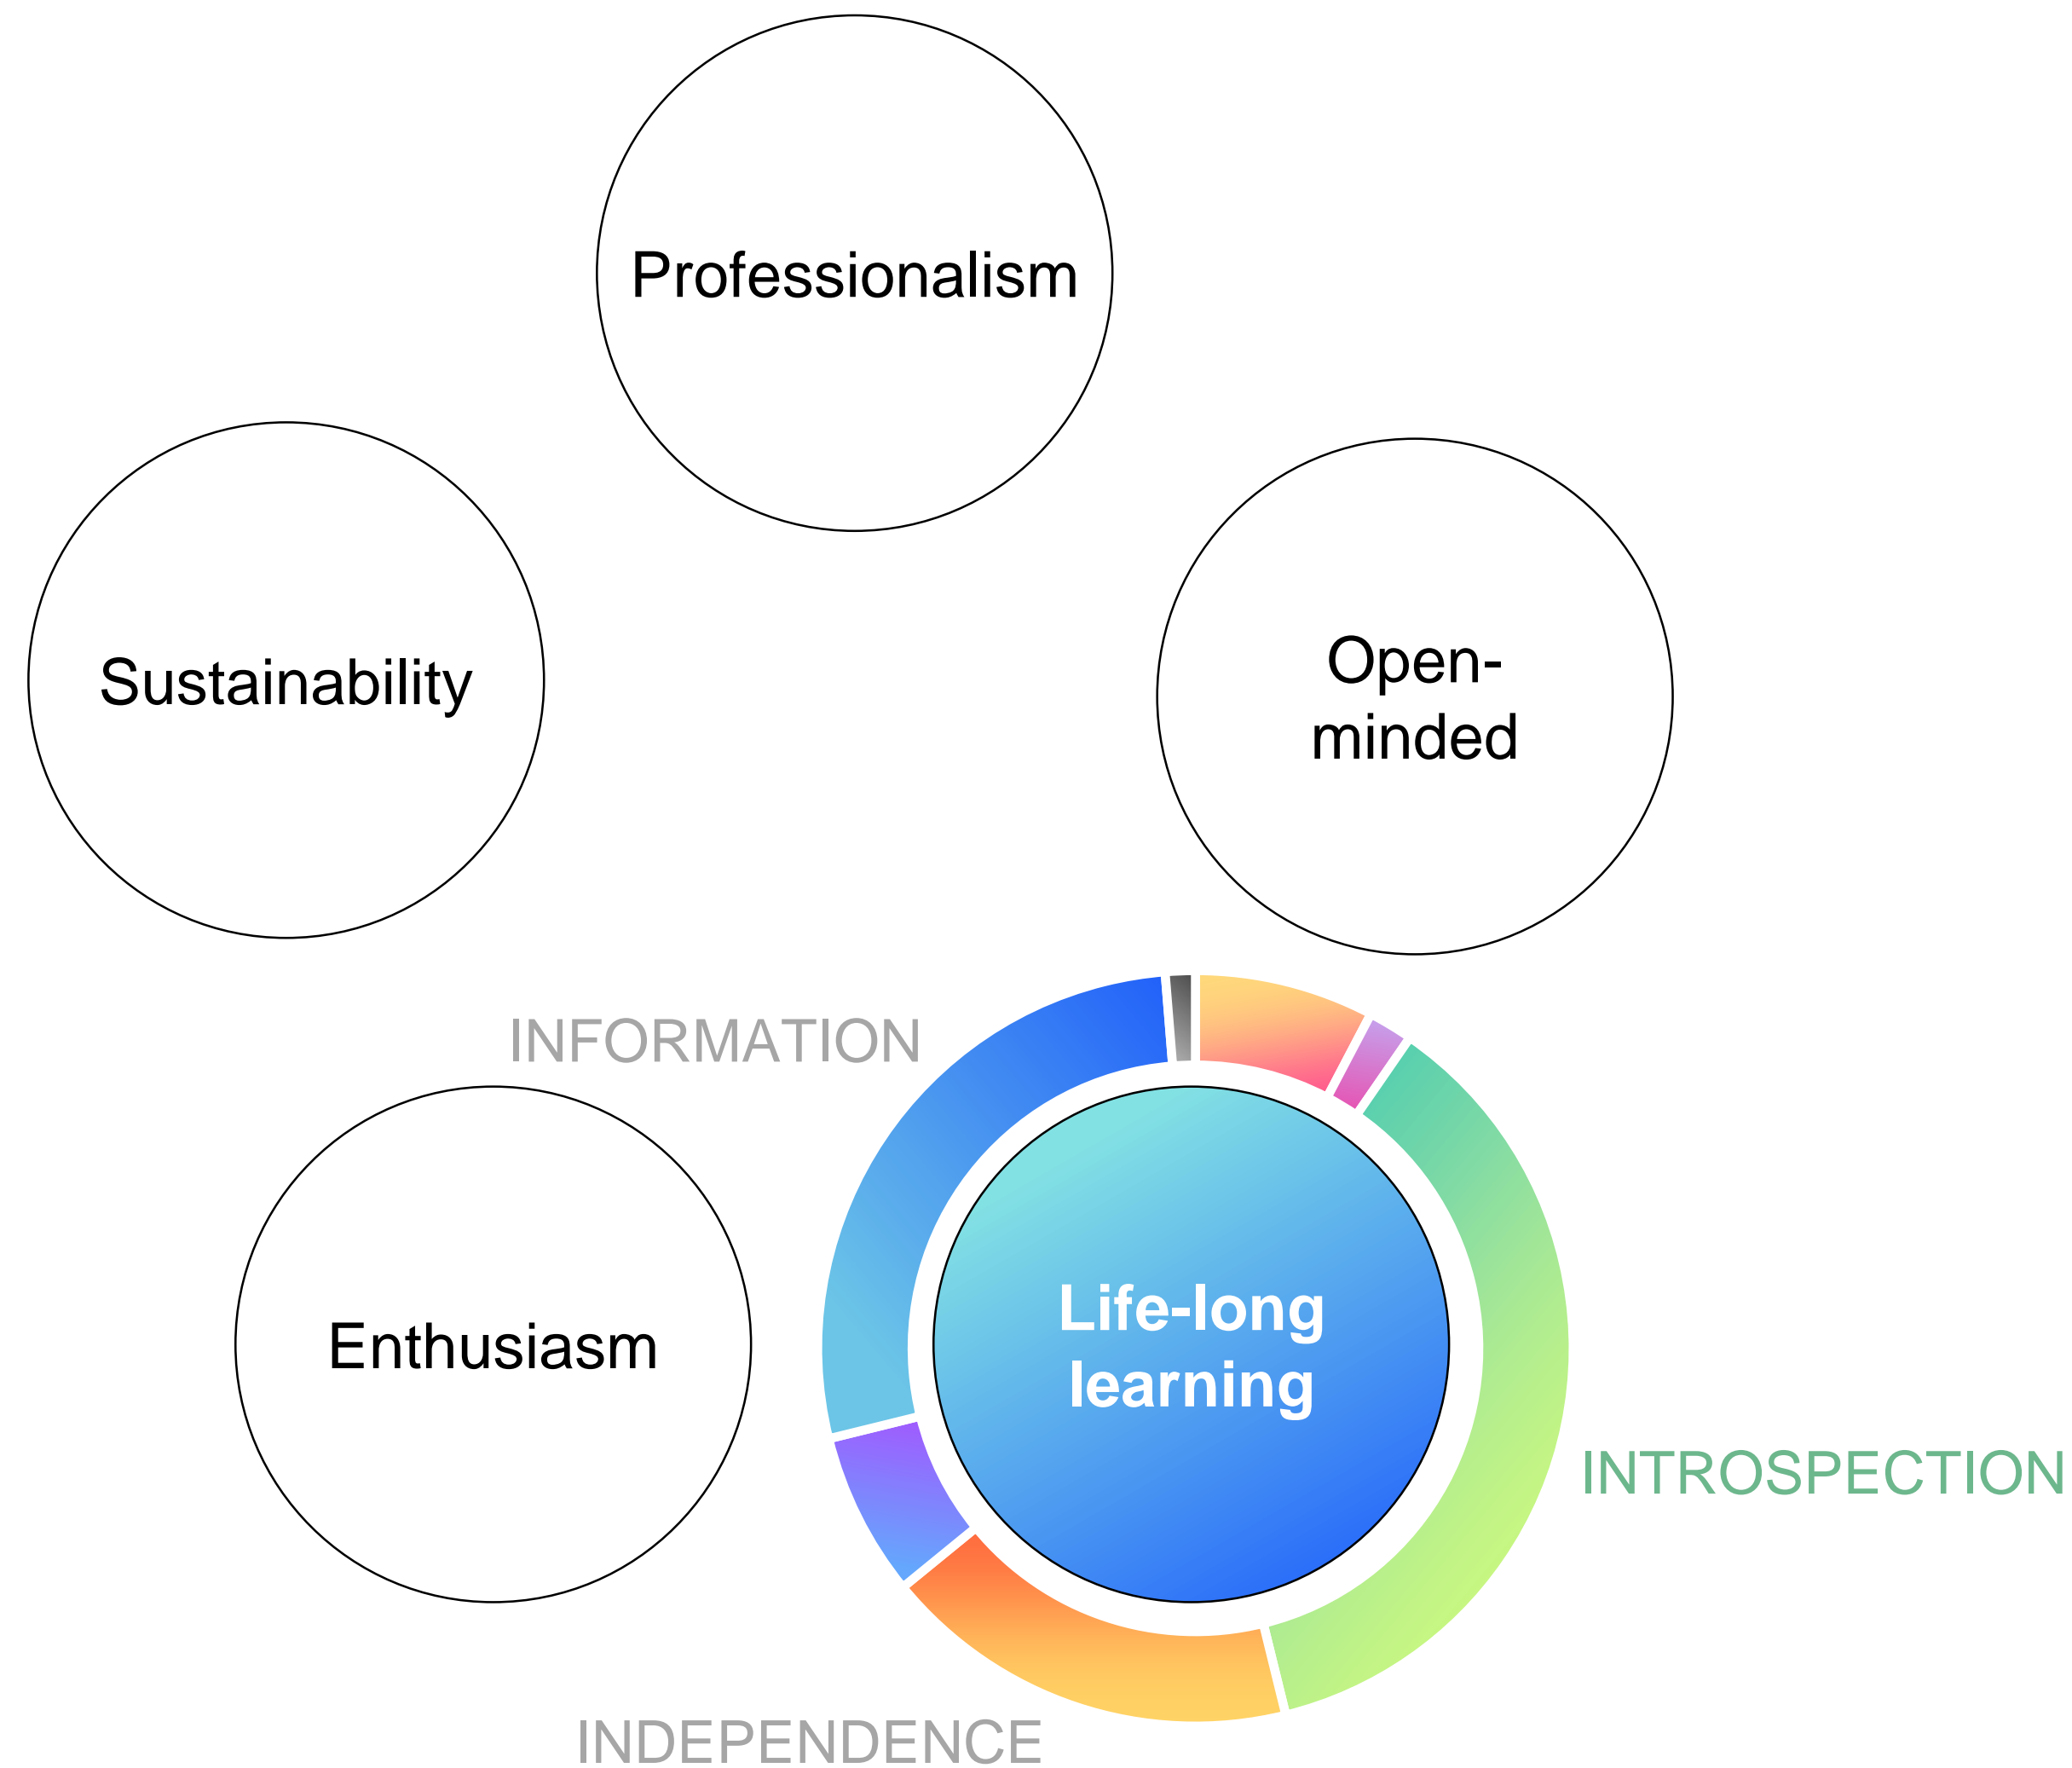 Professionalism
Sustainability
Open-
minded
INFORMATION
Enthusiasm
Life-long
learning
INTROSPECTION
INDEPENDENCE